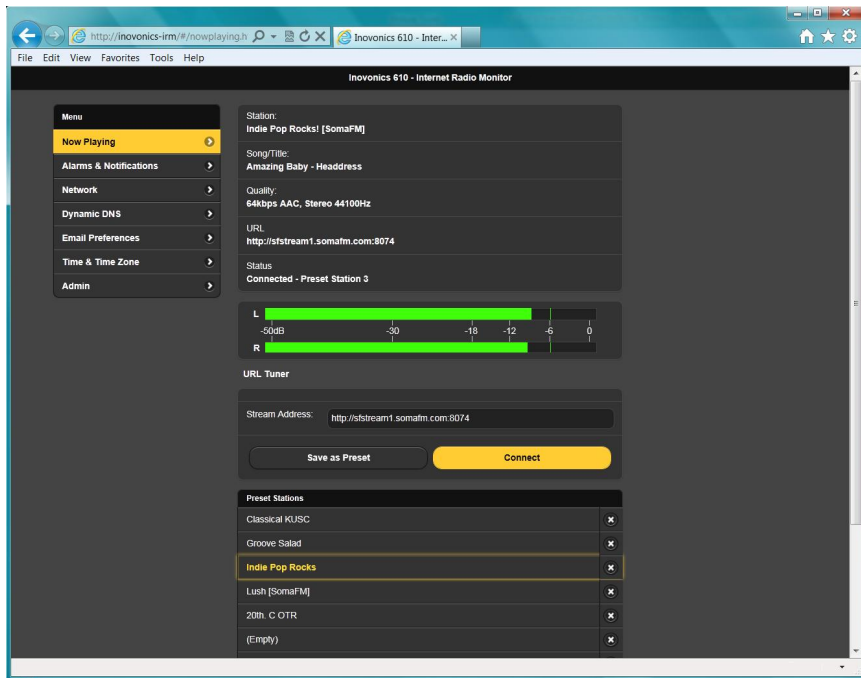 http://inovonics-irm/#/nowplaying.h
Inovonics 610 - Inter...
File Edit View Favorites Tools Help
Inovonics 610 - Internet Radio Monitor
Menu
Now Playing
Alarms & Notifications
Network
Dynamic DNS
Email Preferences
Time & Time Zone
Admin
Station:
Indie Pop Rocks! [SomaFM]
Song/Title:
Amazing Baby - Headdress
Quality:
64kbps AAC, Stereo 44100Hz
URL
http://sfstream1.somafm.com:8074
Status
Connected - Preset Station 3
L
-50dB -30 -18 -12 -6 0
R
URL Tuner
Stream Address: http://sfstream1.somafm.com:8074
Save as Preset Connect
Preset Stations
Classical KUSC
Groove Salad
Indie Pop Rocks
Lush [SomaFM]
20th. C OTR
(Empty)